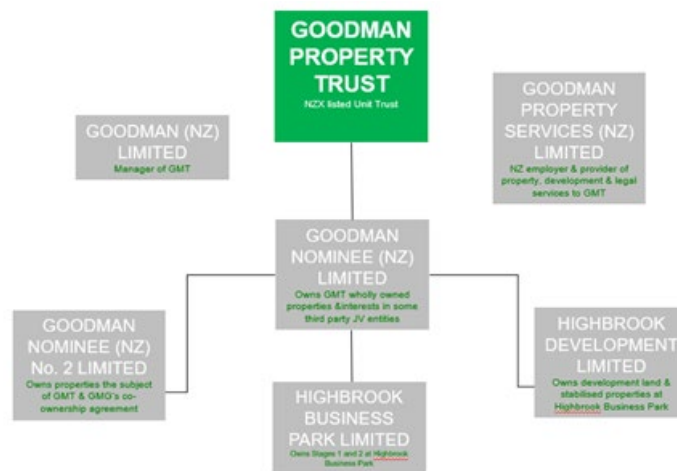 GOODMAN
PROPERTY
TRUST
NZX listed Unit Trust
GOODMAN (NZ)
LIMITED
Manager of GMT
GOODMAN
PROPERTY
SERVICES (NZ)
LIMITED
NZ employer & provider of
property, development & legal
services to GMT
GOODMAN
NOMINEE (NZ)
LIMITED
Owns GMT wholly owned
properties &interests in some
third party JV entities
GOODMAN
NOMINEE (NZ)
No. 2 LIMITED
Owns properties the subject
of GMT & GMG's co-
ownership agreement
HIGHBROOK
BUSINESS
PARK LIMITED
Owns Stages 1 and 2 at Highbrook
Business Park
HIGHBROOK
DEVELOPMENT
LIMITED
Owns development land &
stabilised properties at
Highbrook Business Park